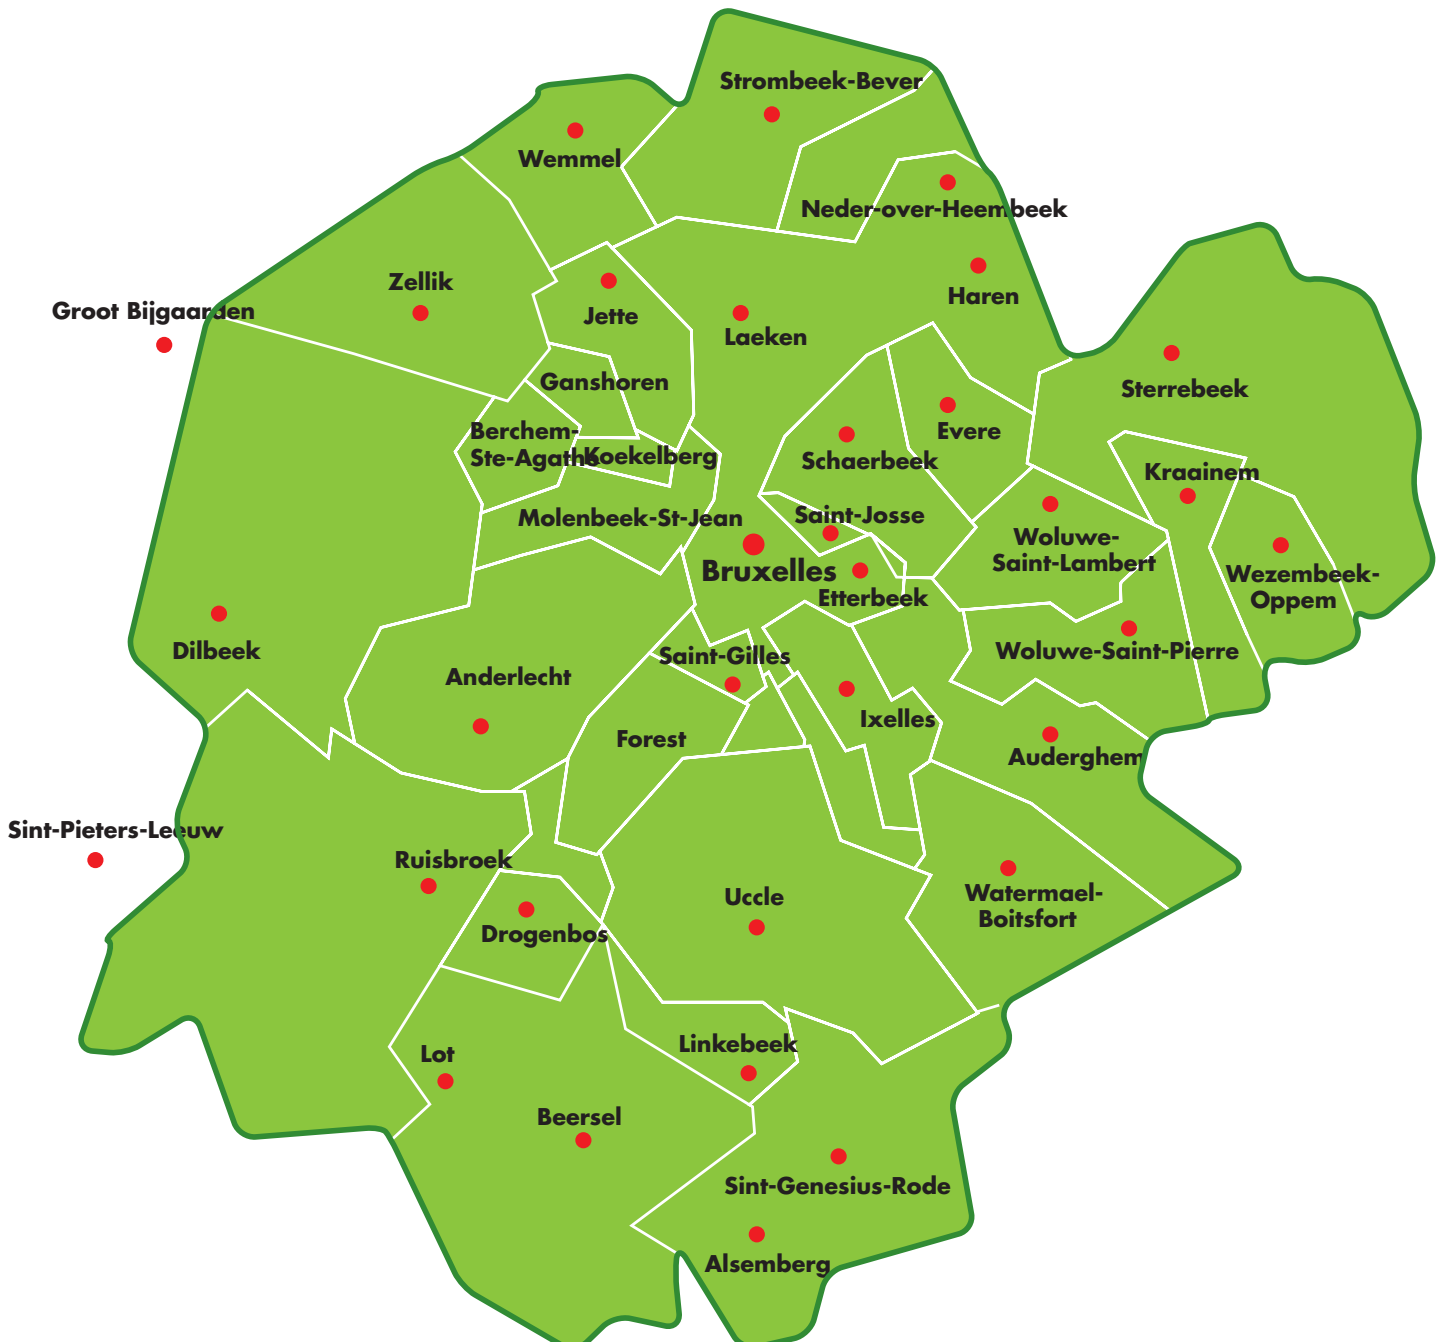 Strombeek-Bever
Wemmel
Neder-over-Heembeek
Zellik
Haren
Groot Bijgaarden
Jette
Laeken
Sterrebeek
Ganshoren
Berchem-
Ste-Agathe
Koekelberg
Evere
Schaerbeek
Kraainem
Molenbeek-St-Jean
Saint-Josse
Woluwe-
Saint-Lambert
Bruxelles
Wezembeek-
Oppem
Etterbeek
Dilbeek
Saint-Gilles
Woluwe-Saint-Pierre
Anderlecht
Ixelles
Forest
Auderghem
Sint-Pieters-Leeuw
Ruisbroek
Uccle
Watermael-
Boitsfort
Drogenbos
Linkebeek
Lot
Beersel
Sint-Genesius-Rode
Alsemberg